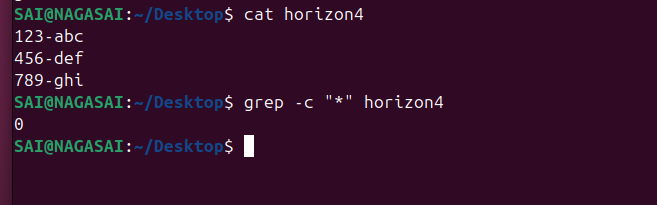 SAI@NAGASAI:~/Desktop$ cat horizon4
123-abc
456-def
789-ghi
SAI@NAGASAI:~/Desktop$ grep -c "*" horizon4
0
SAI@NAGASAI:~/Desktop$